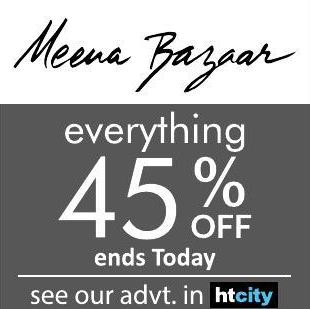 Meena Bazaar
everything
45% OFF
ends Today
see our advt. in htcity